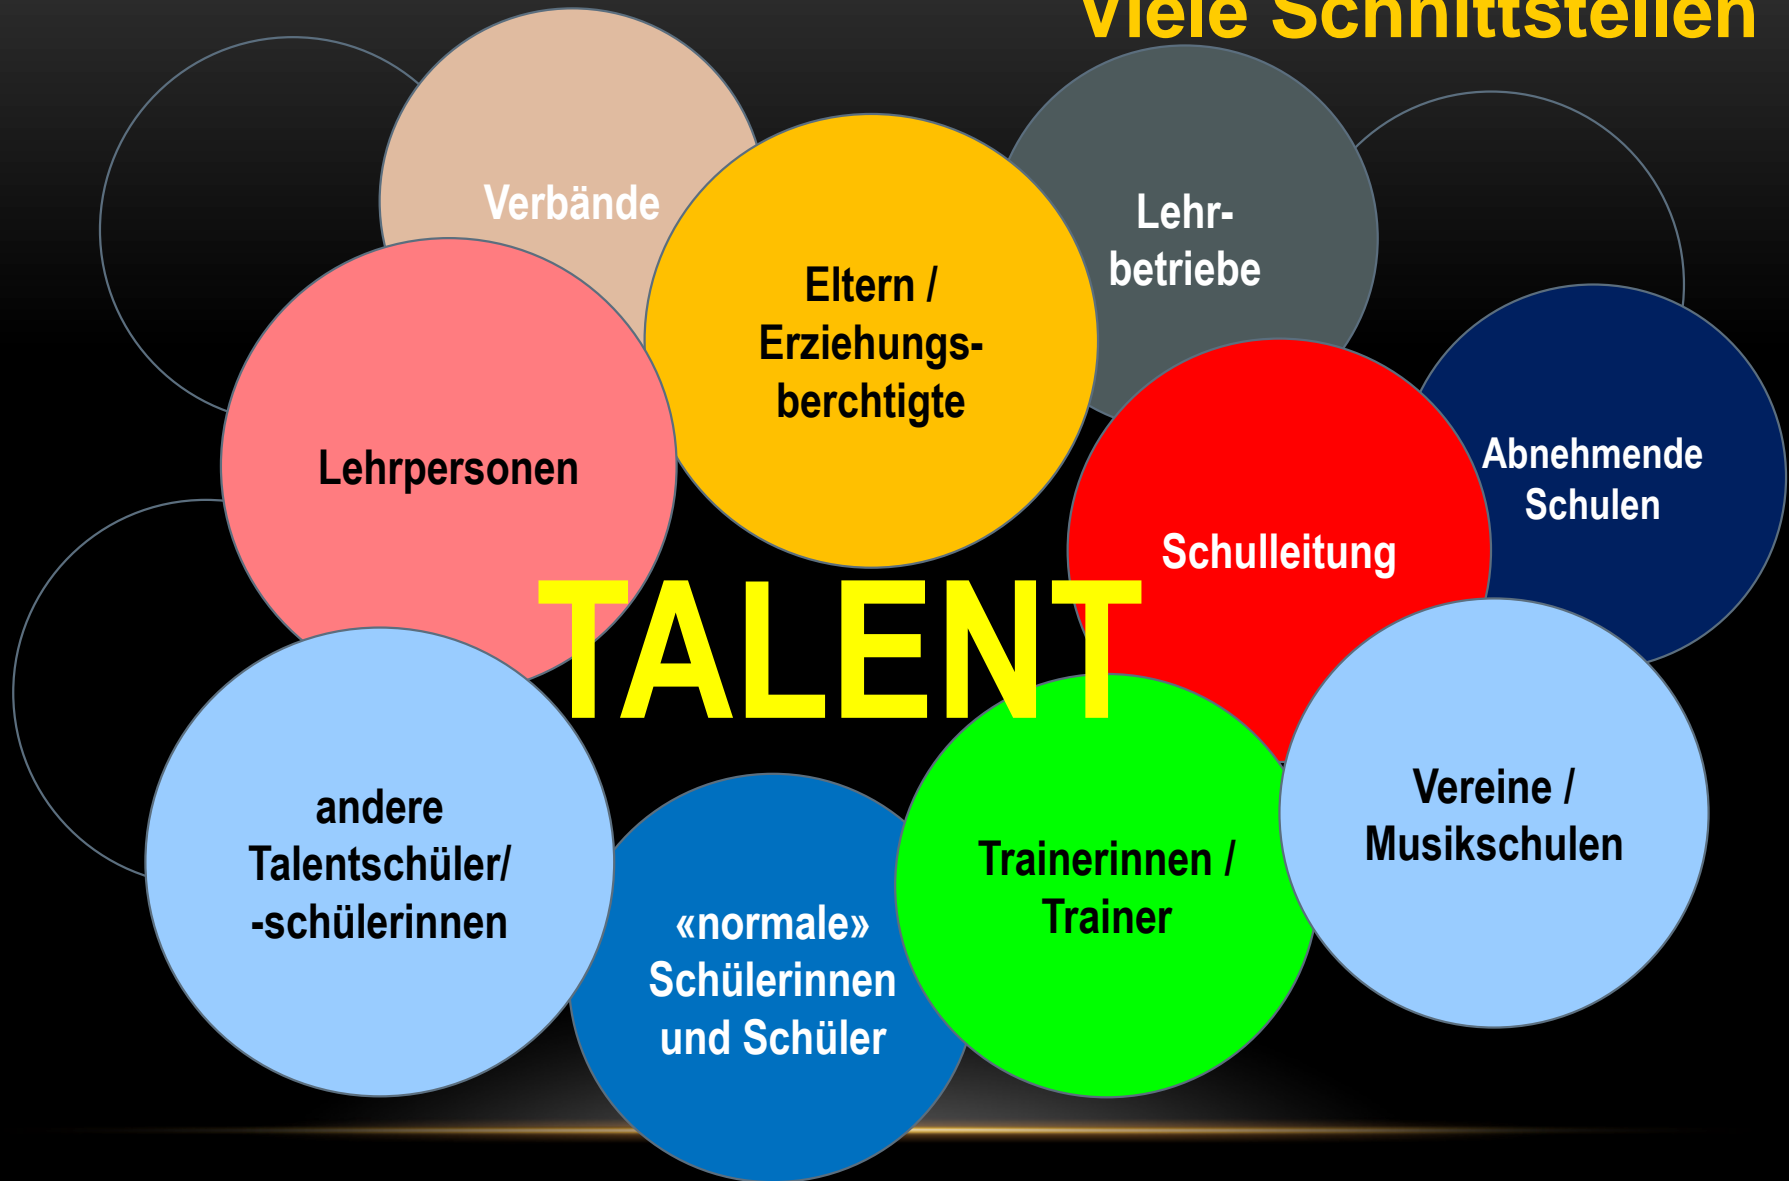 Viele Schnittstellen
Verbände
Lehr-
betriebe
Eltern /
Erziehungs-
berchtigte
Lehrpersonen
Abnehmende
Schulen
Schulleitung
TALENT
andere
Talentschüler/
-schülerinnen
«normale»
Schülerinnen
und Schüler
Trainerinnen /
Trainer
Vereine /
Musikschulen